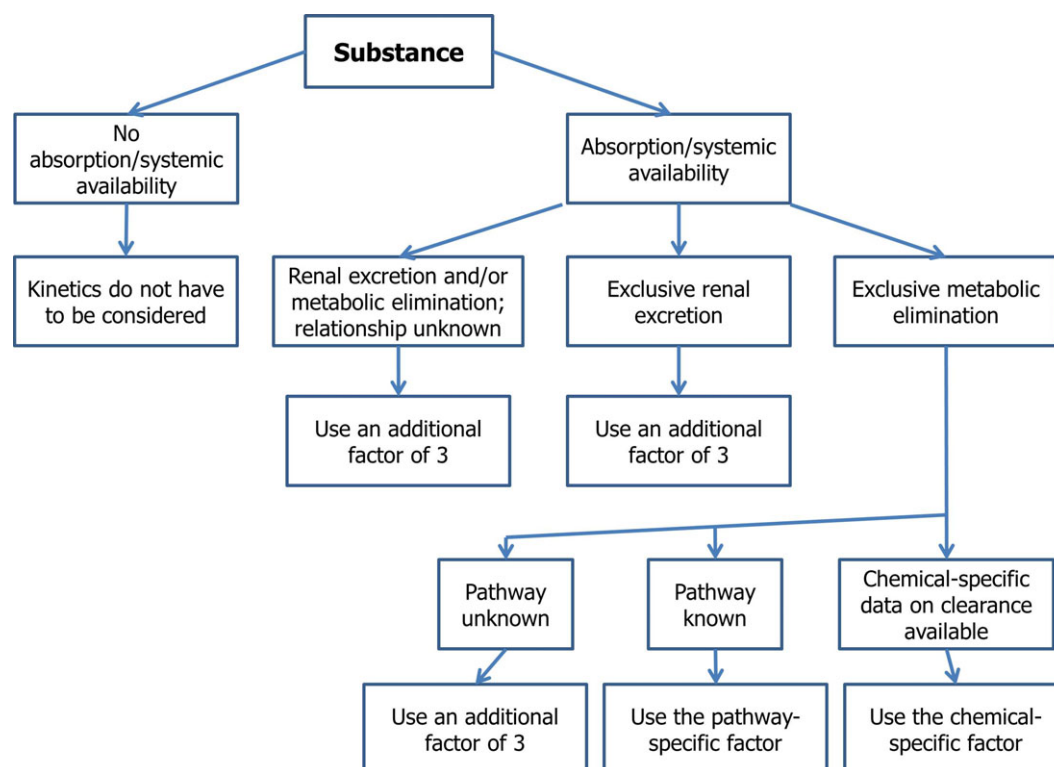 Substance
No
absorption/systemic
availability
Absorption/systemic
availability
Kinetics do not have
to be considered
Renal excretion and/or
metabolic elimination;
relationship unknown
Exclusive renal
excretion
Exclusive metabolic
elimination
Use an additional
factor of 3
Use an additional
factor of 3
Pathway
unknown
Pathway
known
Chemical-specific
data on clearance
available
Use an additional
factor of 3
Use the pathway-
specific factor
Use the chemical-
specific factor